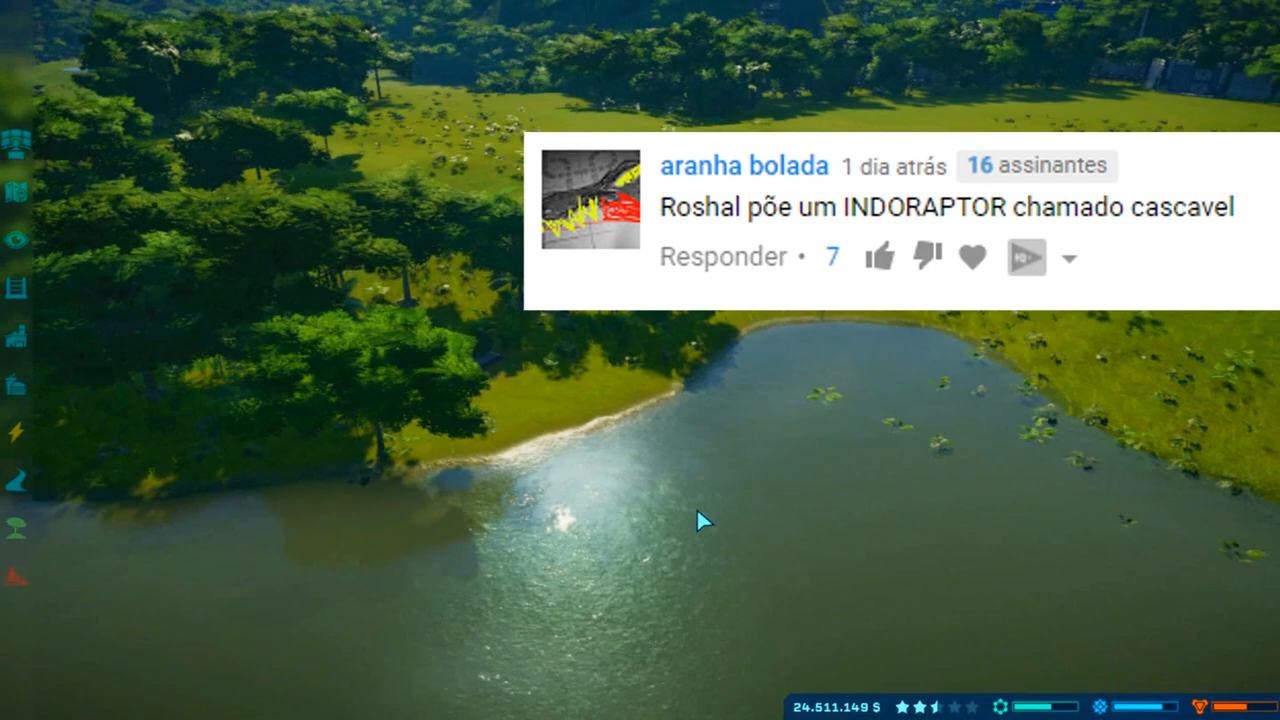 aranha bolada 1 dia atrás 16 assinantes
Roshal põe um INDORAPTOR chamado cascavel
Responder • 7
24.511.149 $